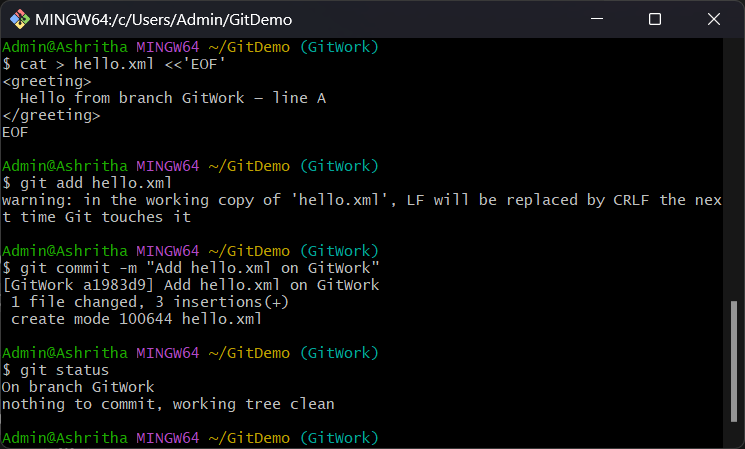 MINGW64:/c/Users/Admin/GitDemo
Admin@Ashritha MINGW64 ~/GitDemo (GitWork)
$ cat > hello.xml <<'EOF'
<greeting>
  Hello from branch GitWork – line A
</greeting>
EOF

Admin@Ashritha MINGW64 ~/GitDemo (GitWork)
$ git add hello.xml
warning: in the working copy of 'hello.xml', LF will be replaced by CRLF the nex
t time Git touches it

Admin@Ashritha MINGW64 ~/GitDemo (GitWork)
$ git commit -m "Add hello.xml on GitWork"
[GitWork a1983d9] Add hello.xml on GitWork
 1 file changed, 3 insertions(+)
 create mode 100644 hello.xml

Admin@Ashritha MINGW64 ~/GitDemo (GitWork)
$ git status
On branch GitWork
nothing to commit, working tree clean

Admin@Ashritha MINGW64 ~/GitDemo (GitWork)